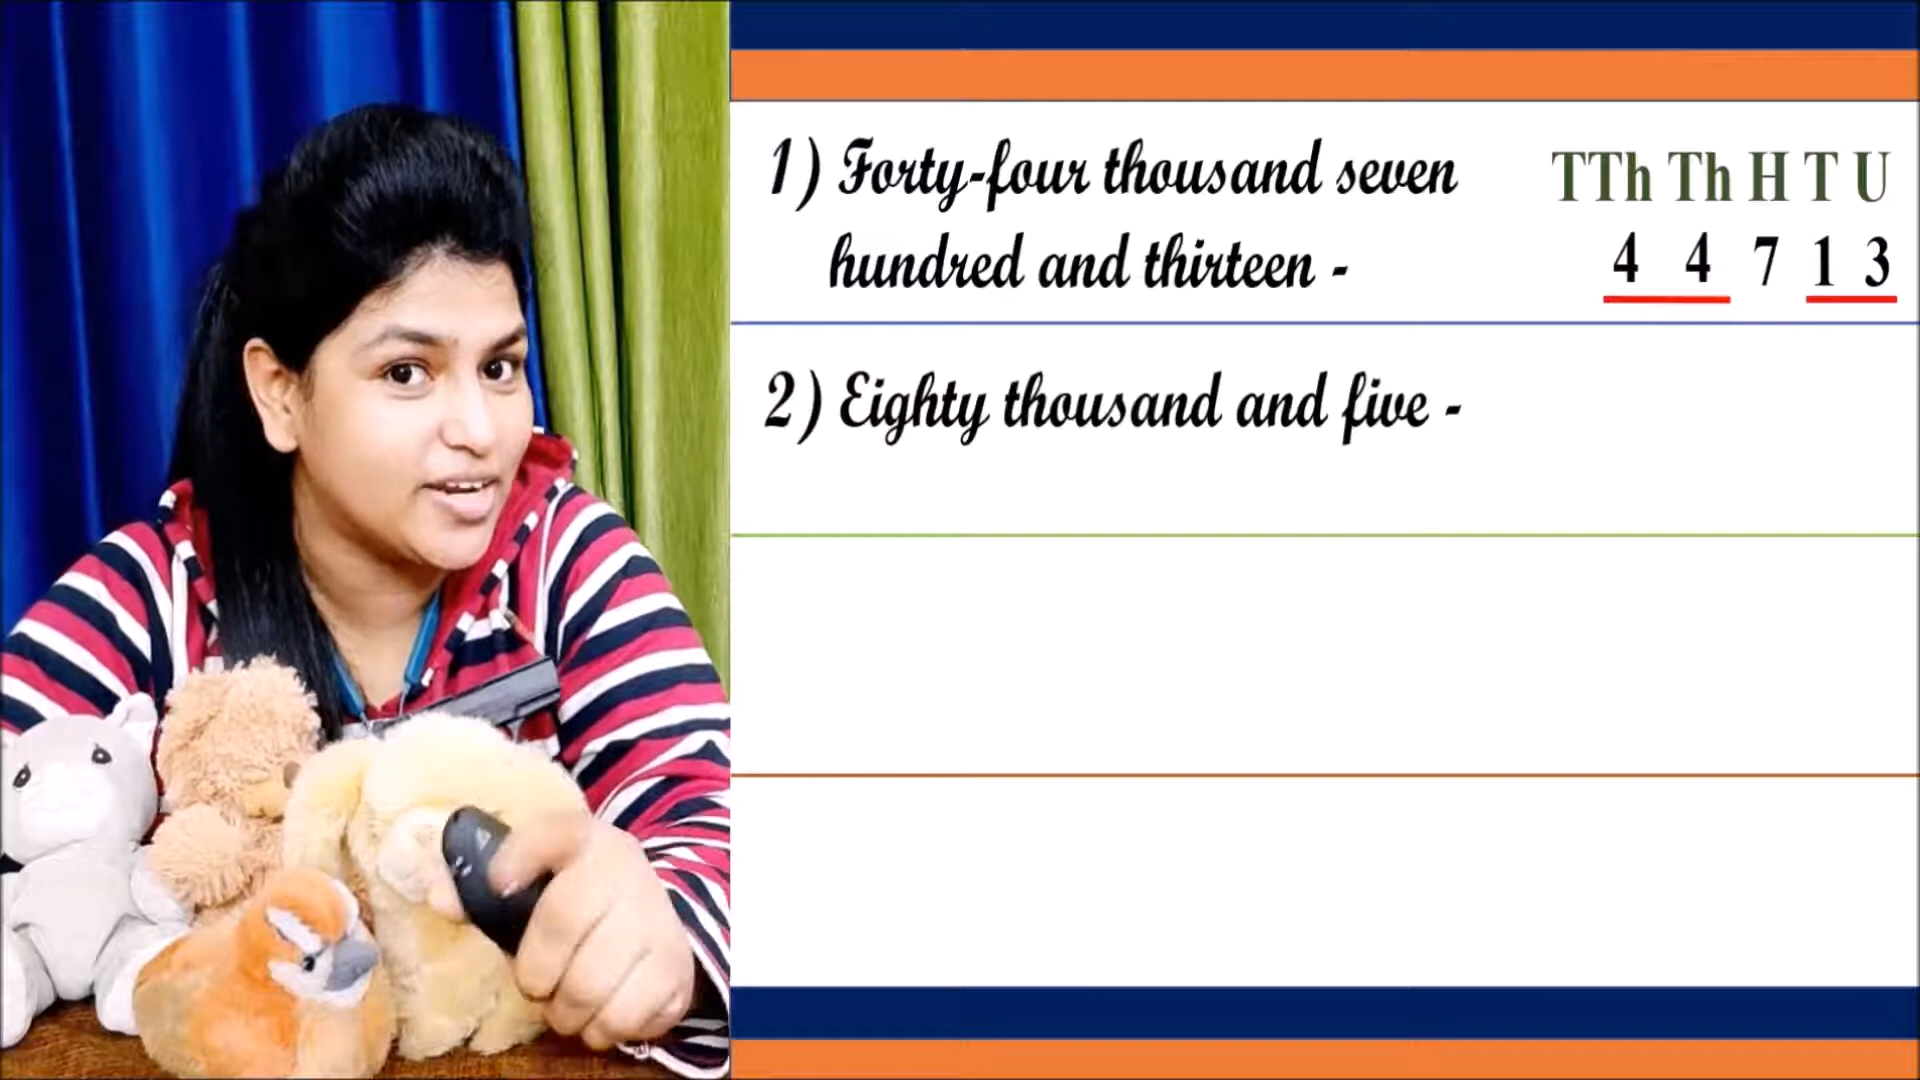 1) Forty-four thousand seven TTh Th H T U
hundred and thirteen - 4 4 7 1 3
2) Eighty thousand and five -